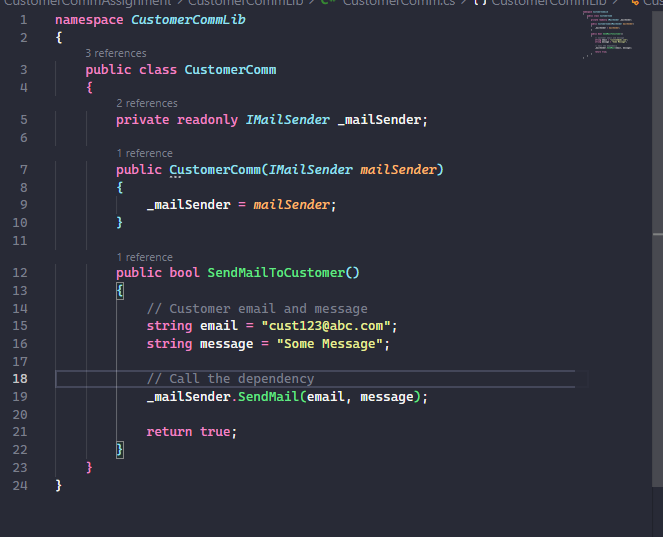 CustomerCommAssignment > CustomerCommLib > C# CustomerComm.cs > { } CustomerCommLib >
1 namespace CustomerCommLib
2 {
3 references
3 public class CustomerComm
4 {
2 references
5 private readonly IMailSender _mailSender;
6
1 reference
7 public CustomerComm(IMailSender mailSender)
8 {
9 _mailSender = mailSender;
10 }
11
1 reference
12 public bool SendMailToCustomer()
13 {
14 // Customer email and message
15 string email = "cust123@abc.com";
16 string message = "Some Message";
17
18 // Call the dependency
19 _mailSender.SendMail(email, message);
20
21 return true;
22 }
23 }
24 }